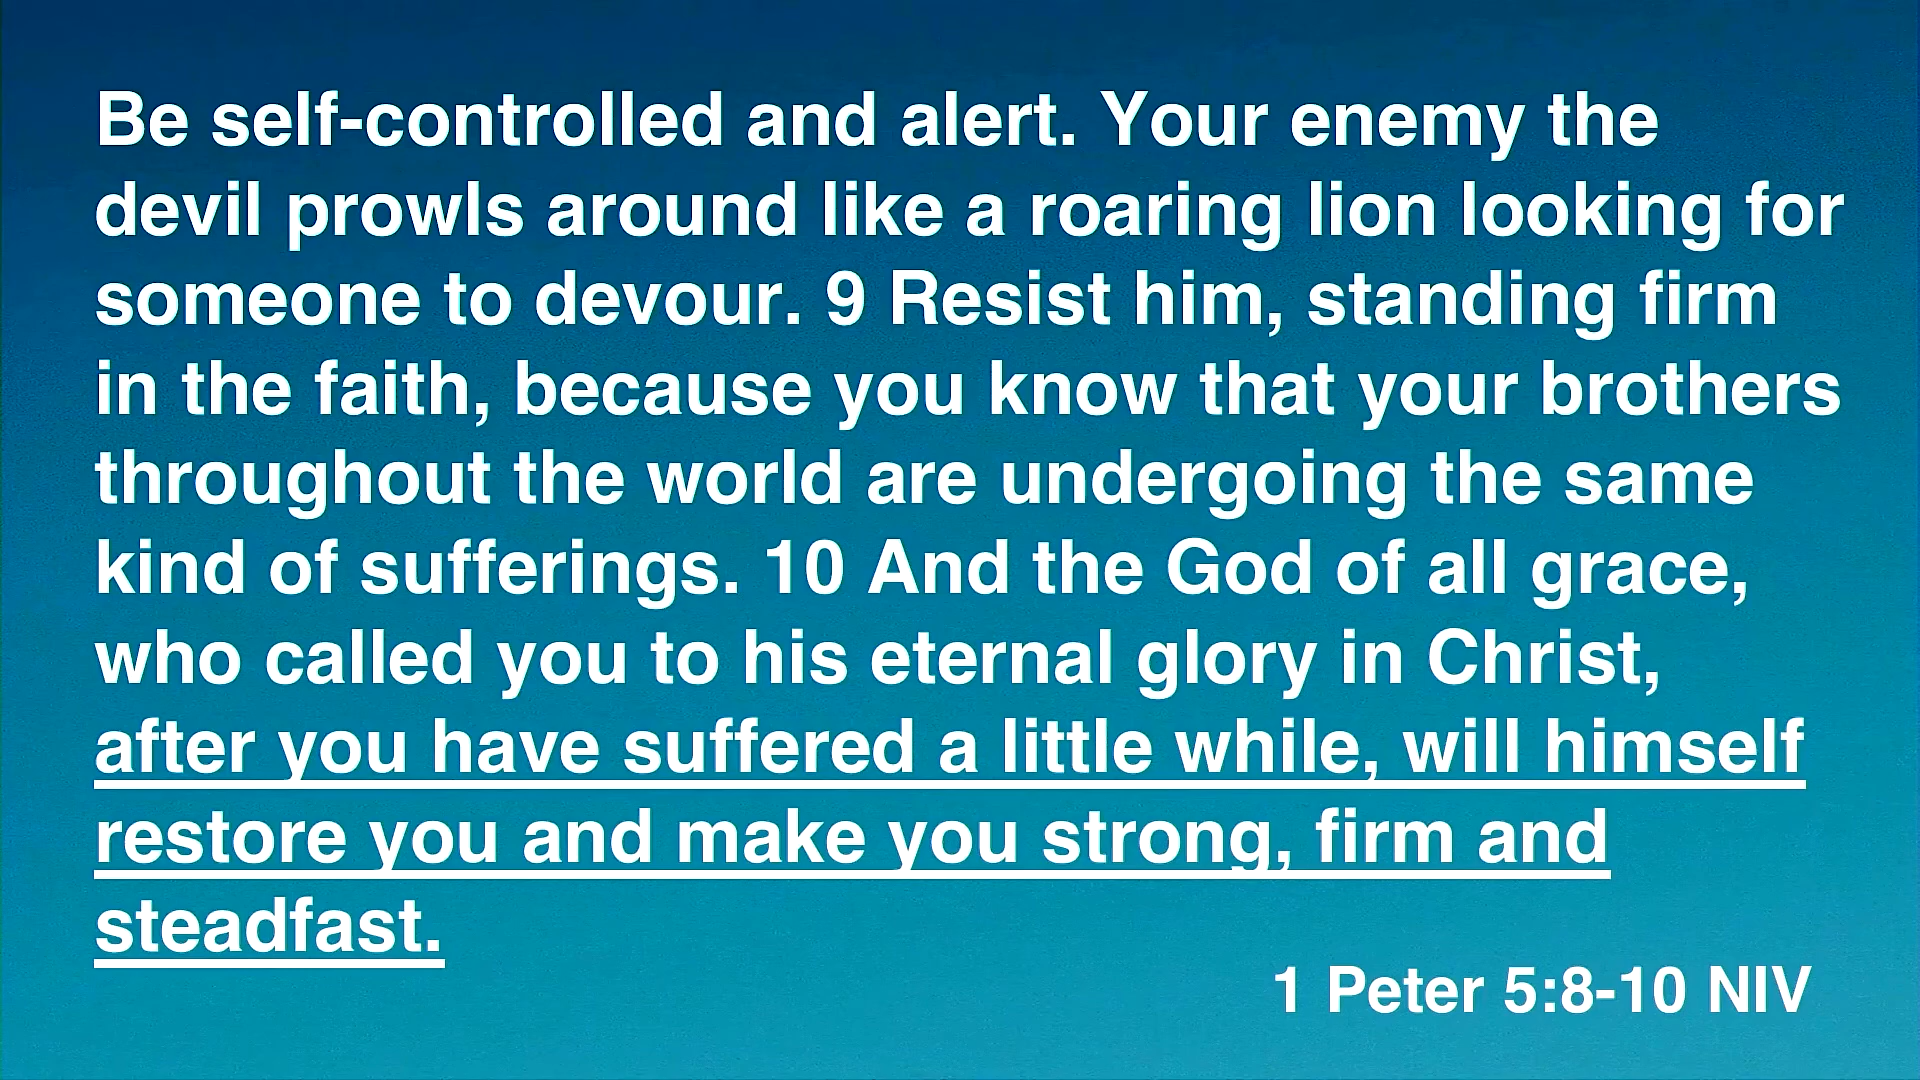 Be self-controlled and alert. Your enemy the
devil prowls around like a roaring lion looking for
someone to devour. 9 Resist him, standing firm
in the faith, because you know that your brothers
throughout the world are undergoing the same
kind of sufferings. 10 And the God of all grace,
who called you to his eternal glory in Christ,
after you have suffered a little while, will himself
restore you and make you strong, firm and
steadfast.
1 Peter 5:8-10 NIV